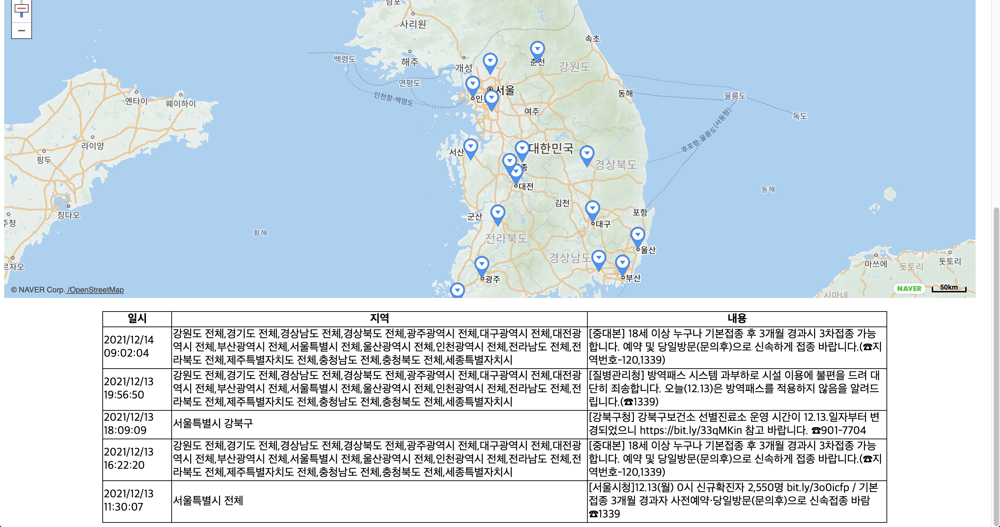 남포
사리원
속초
해주
백령도
개성
춘천
강원도
연평도
인천항-백령도
서울
동해
울릉도
옌타이
웨이하이
여주
독도
후포항-울릉도(사동항)
라이양
서산
대한민국
핑두
경상북도
종
대전
동해
김천
군산
포항
칭다오
대구
주청
황해
전라북도
울산
경상남도
르자오
마쓰에
돗토리
돗토리
광주
부산
© NAVER Corp. /OpenStreetMap
NAVER
50km
시마네
일시 지역 내용
2021/12/14
09:02:04
강원도 전체,경기도 전체,경상남도 전체,경상북도 전체,광주광역시 전체,대구광역시 전체,대전광
역시 전체,부산광역시 전체,서울특별시 전체,울산광역시 전체,인천광역시 전체,전라남도 전체,전
라북도 전체,제주특별자치도 전체,충청남도 전체,충청북도 전체,세종특별자치시
[중대본] 18세 이상 누구나 기본접종 후 3개월 경과시 3차접종 가능
합니다. 예약 및 당일방문(문의후)으로 신속하게 접종 바랍니다.(☎지
역번호-120,1339)
2021/12/13
19:56:50
강원도 전체,경기도 전체,경상남도 전체,경상북도 전체,광주광역시 전체,대구광역시 전체,대전광
역시 전체,부산광역시 전체,서울특별시 전체,울산광역시 전체,인천광역시 전체,전라남도 전체,전
라북도 전체,제주특별자치도 전체,충청남도 전체,충청북도 전체,세종특별자치시
[질병관리청] 방역패스 시스템 과부하로 시설 이용에 불편을 드려 대
단히 죄송합니다. 오늘(12.13)은 방역패스를 적용하지 않음을 알려드
립니다.(☎1339)
2021/12/13
18:09:09
서울특별시 강북구
[강북구청] 강북구보건소 선별진료소 운영 시간이 12.13.일자부터 변
경되었으니 https://bit.ly/33qMKin 참고 바랍니다. ☎901-7704
2021/12/13
16:22:20
강원도 전체,경기도 전체,경상남도 전체,경상북도 전체,광주광역시 전체,대구광역시 전체,대전광
역시 전체,부산광역시 전체,서울특별시 전체,울산광역시 전체,인천광역시 전체,전라남도 전체,전
라북도 전체,제주특별자치도 전체,충청남도 전체,충청북도 전체,세종특별자치시
[중대본] 18세 이상 누구나 기본접종 후 3개월 경과시 3차접종 가능
합니다. 예약 및 당일방문(문의후)으로 신속하게 접종 바랍니다.(☎지
역번호-120,1339)
2021/12/13
11:30:07
서울특별시 전체
[서울시청]12.13(월) 0시 신규확진자 2,550명 bit.ly/3o0icfp / 기본
접종 3개월 경과자 사전예약·당일방문(문의후)으로 신속접종 바람
☎1339